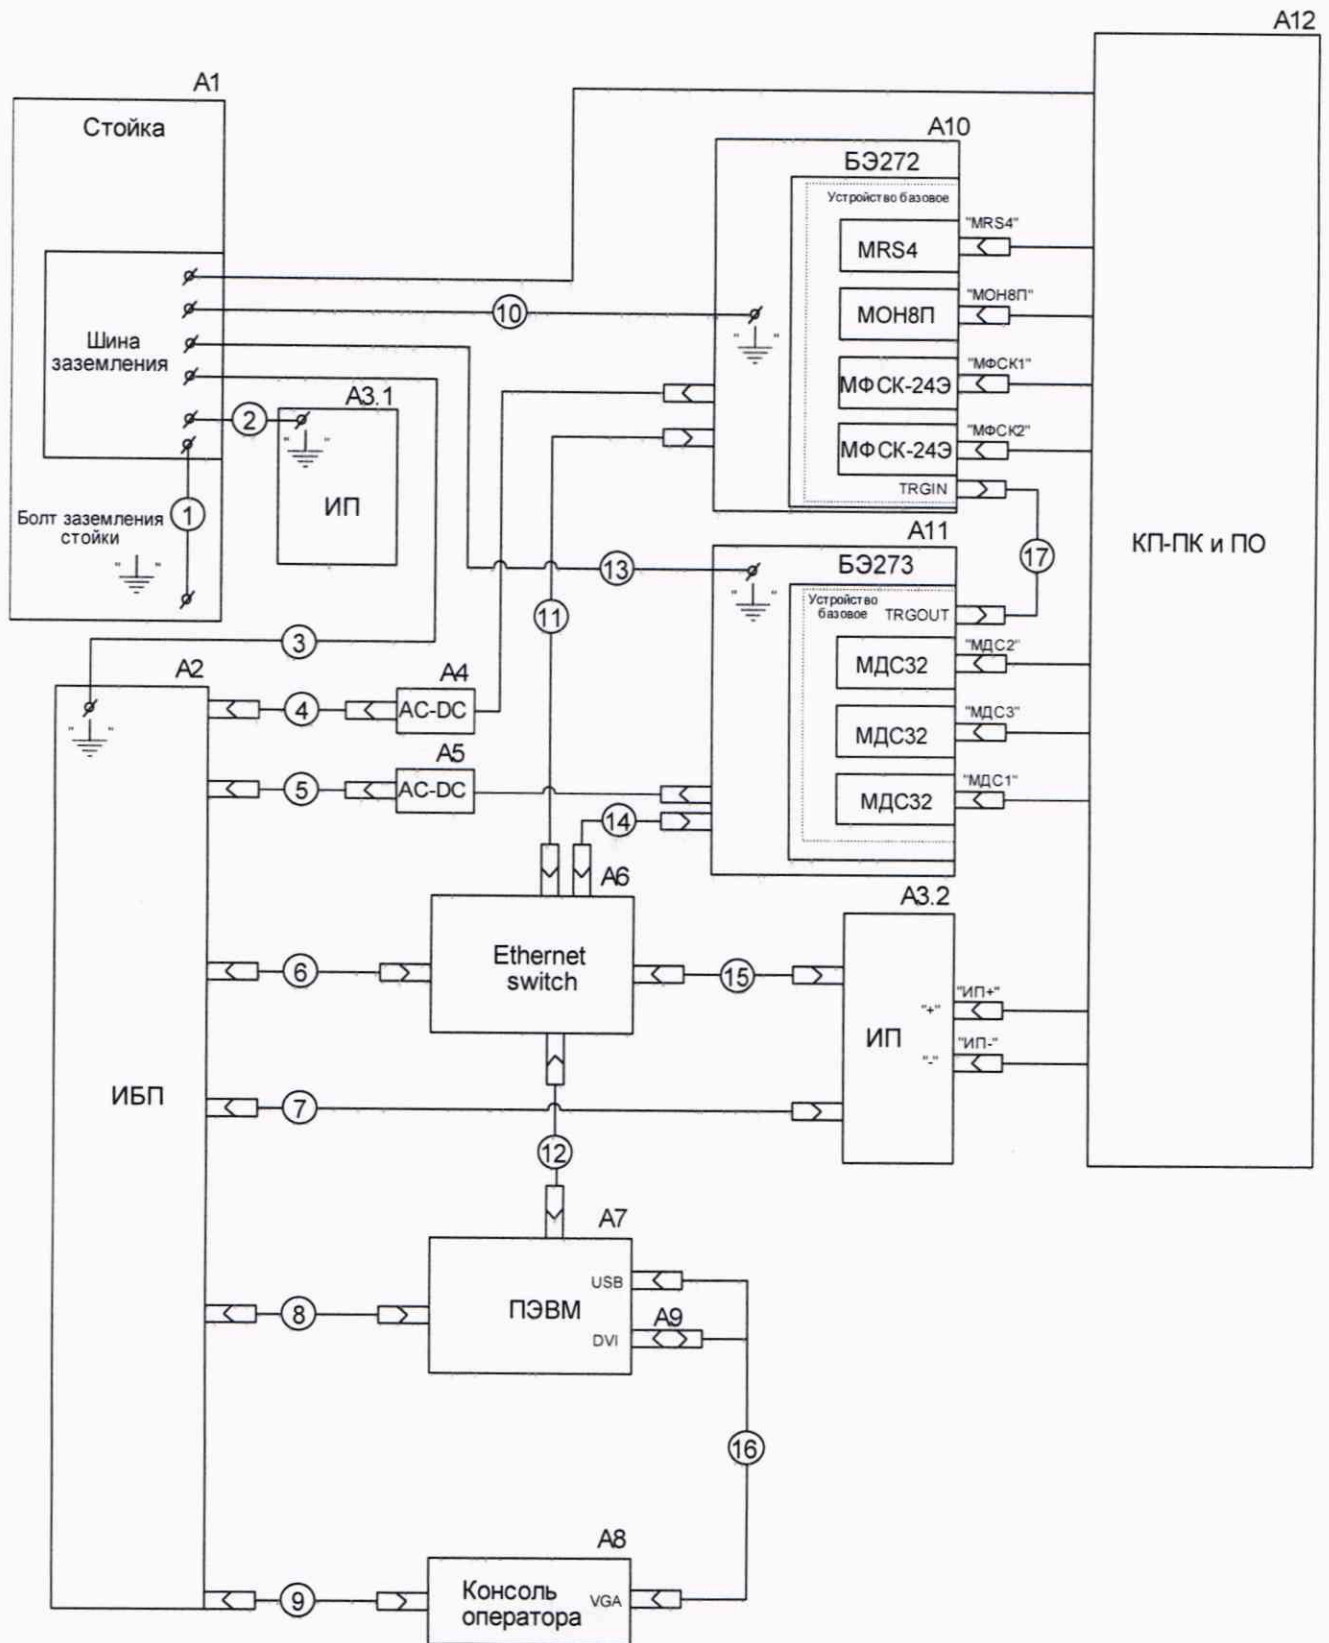 A12
A1
Стойка
A10
БЭ272
Устройство базовое
"MRS4"
MRS4
"МОН8П"
МОН8П
10
Шина
заземления
"МФСК1"
МФСК-24Э
A3.1
2
" "
"МФСК2"
МФСК-24Э
" "
TRGIN
ИП
1
Болт заземления
стойки
" "
A11
КП-ПК и ПО
БЭ273
17
13
Устройство
базовое
TRGOUT
" "
11
3
"МДС2"
МДС32
A2
A4
4
AC-DC
" "
"МДС3"
МДС32
A5
5
AC-DC
"МДС1"
МДС32
14
A6
A3.2
Ethernet
switch
6
15
"ИП+"
"+"
ИП
"ИП-"
"-"
ИБП
7
12
A7
USB
ПЭВМ
8
A9
DVI
16
A8
Консоль
оператора
VGA
9